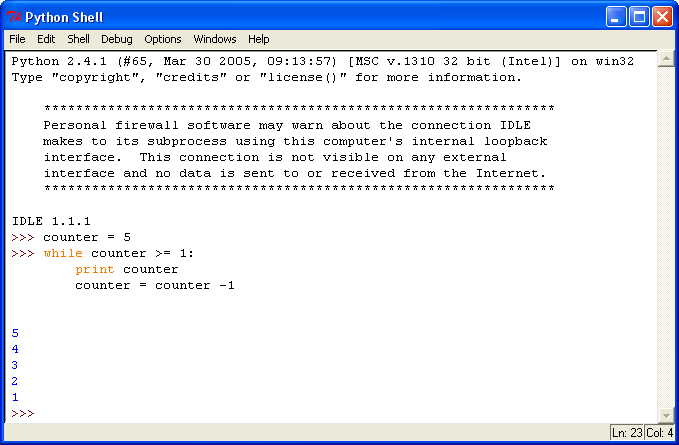 Python Shell
File Edit Shell Debug Options Windows Help
Python 2.4.1 (#65, Mar 30 2005, 09:13:57) [MSC v.1310 32 bit (Intel)] on win32
Type "copyright", "credits" or "license()" for more information.
****************************************************************
Personal firewall software may warn about the connection IDLE
makes to its subprocess using this computer's internal loopback
interface.  This connection is not visible on any external
interface and no data is sent to or received from the Internet.
****************************************************************
IDLE 1.1.1
>>> counter = 5
>>> while counter >= 1:
        print counter
        counter = counter -1
5
4
3
2
1
>>>
Ln: 23 Col: 4